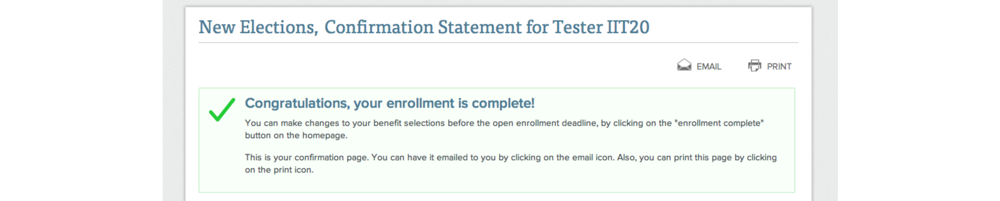 New Elections, Confirmation Statement for Tester IIT20
EMAIL PRINT
Congratulations, your enrollment is complete!
You can make changes to your benefit selections before the open enrollment deadline, by clicking on the "enrollment complete"
button on the homepage.
This is your confirmation page. You can have it emailed to you by clicking on the email icon. Also, you can print this page by clicking
on the print icon.